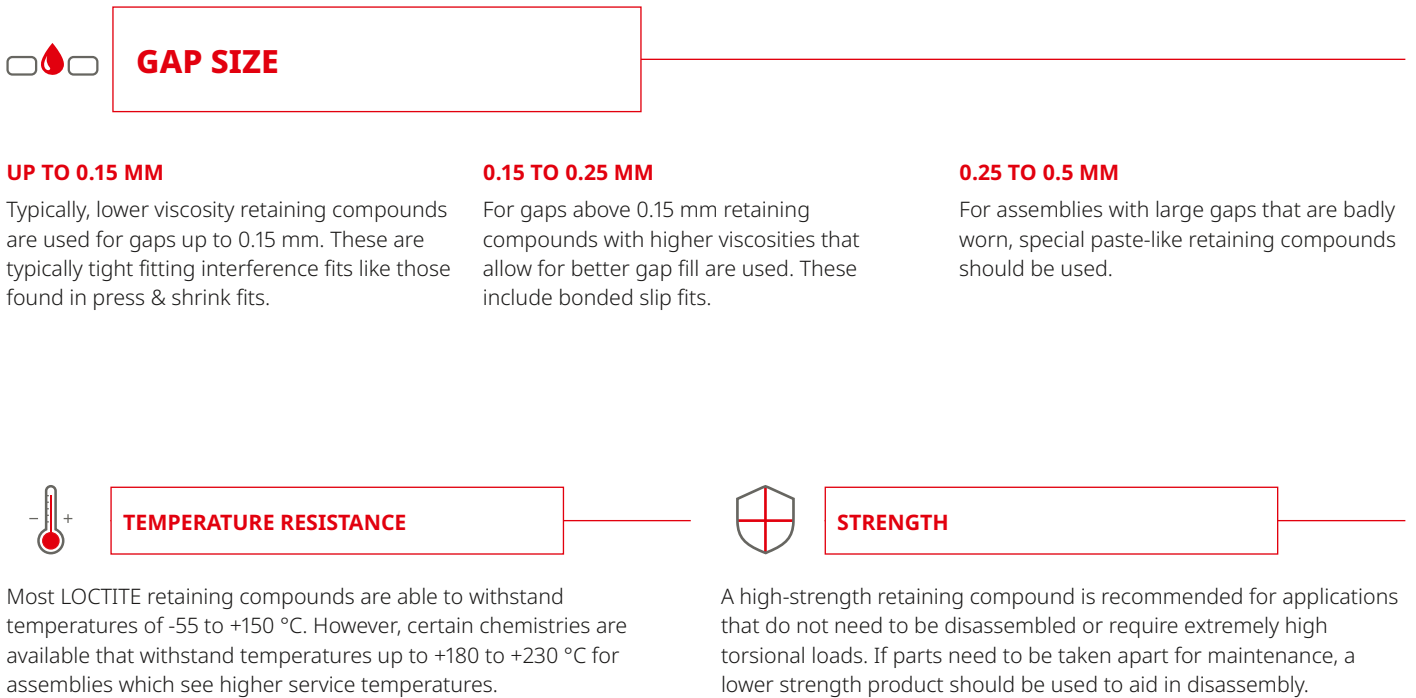 GAP SIZE
UP TO 0.15 MM
Typically, lower viscosity retaining compounds
are used for gaps up to 0.15 mm. These are
typically tight fitting interference fits like those
found in press & shrink fits.
0.15 TO 0.25 MM
For gaps above 0.15 mm retaining
compounds with higher viscosities that
allow for better gap fill are used. These
include bonded slip fits.
0.25 TO 0.5 MM
For assemblies with large gaps that are badly
worn, special paste-like retaining compounds
should be used.
– +
TEMPERATURE RESISTANCE
Most LOCTITE retaining compounds are able to withstand
temperatures of -55 to +150 °C. However, certain chemistries are
available that withstand temperatures up to +180 to +230 °C for
assemblies which see higher service temperatures.
STRENGTH
A high-strength retaining compound is recommended for applications
that do not need to be disassembled or require extremely high
torsional loads. If parts need to be taken apart for maintenance, a
lower strength product should be used to aid in disassembly.